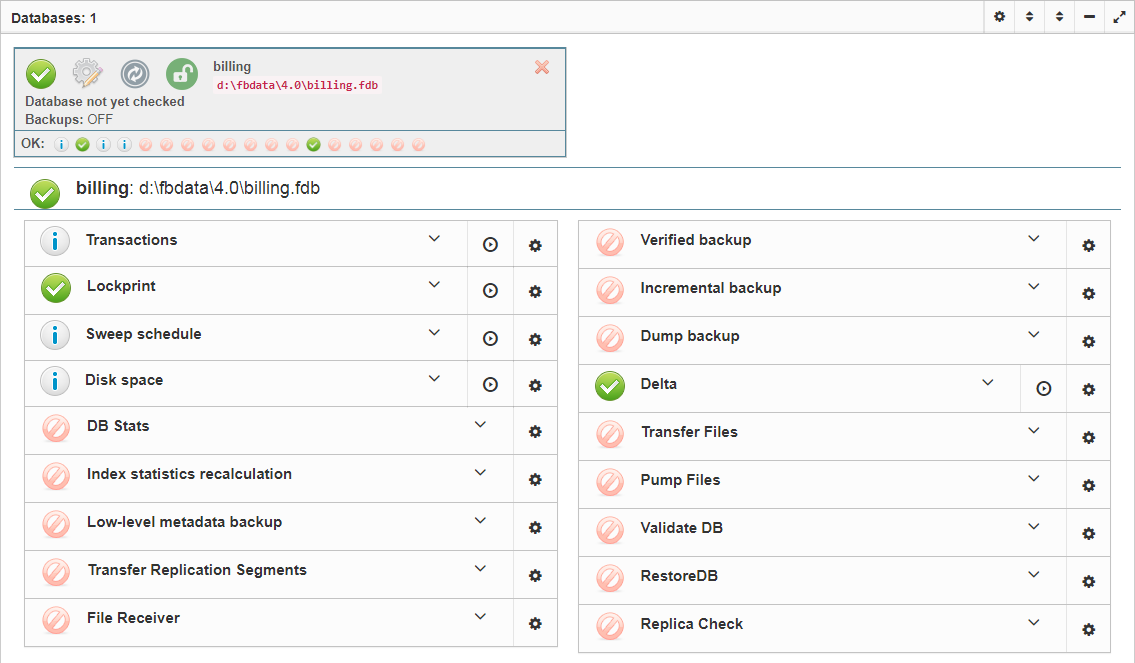 Databases: 1
billing
d:\fbdata\4.0\billing.fdb
Database not yet checked
Backups: OFF
OK:
billing: d:\fbdata\4.0\billing.fdb
Transactions
Lockprint
Sweep schedule
Disk space
DB Stats
Index statistics recalculation
Low-level metadata backup
Transfer Replication Segments
File Receiver
Verified backup
Incremental backup
Dump backup
Delta
Transfer Files
Pump Files
Validate DB
RestoreDB
Replica Check